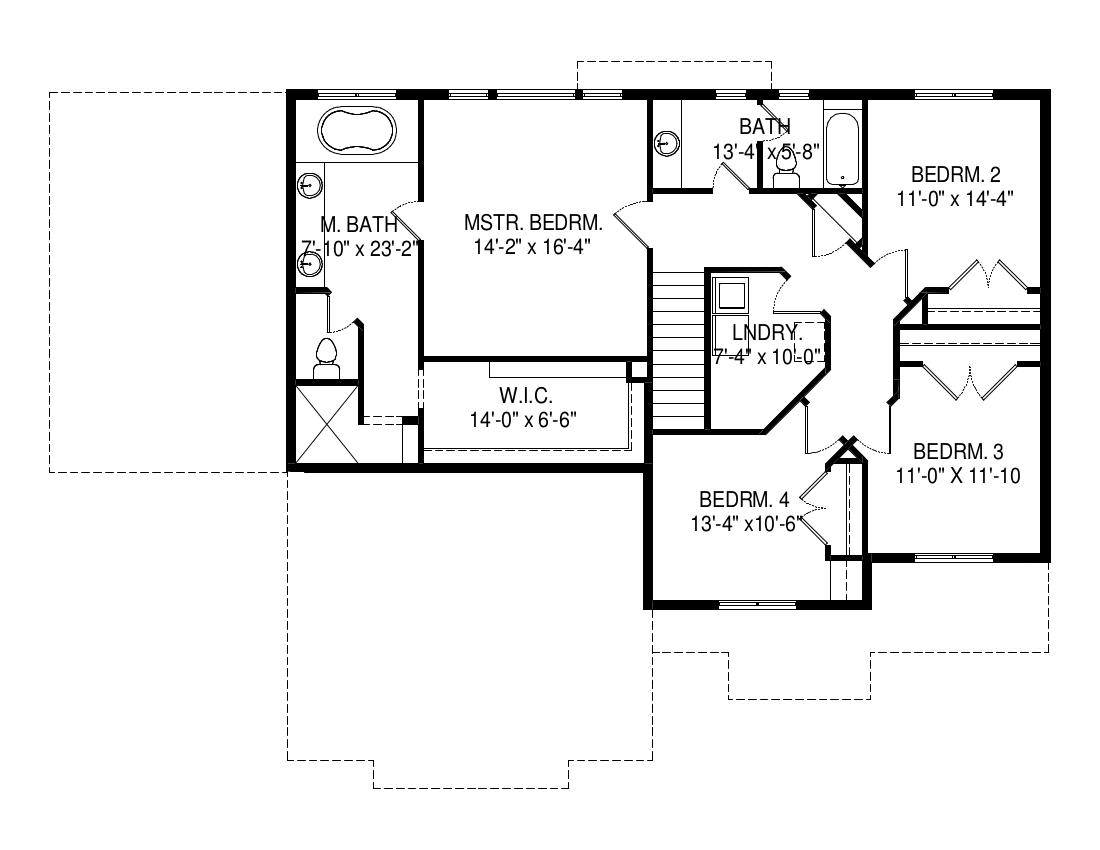 BATH
13'-4" x 5'-8"
BEDRM. 2
11'-0" x 14'-4"
M. BATH
7'-10" x 23'-2"
MSTR. BEDRM.
14'-2" x 16'-4"
LNDRY.
7'-4" x 10'-0"
W.I.C.
14'-0" x 6'-6"
BEDRM. 3
11'-0" X 11'-10
BEDRM. 4
13'-4" x10'-6"